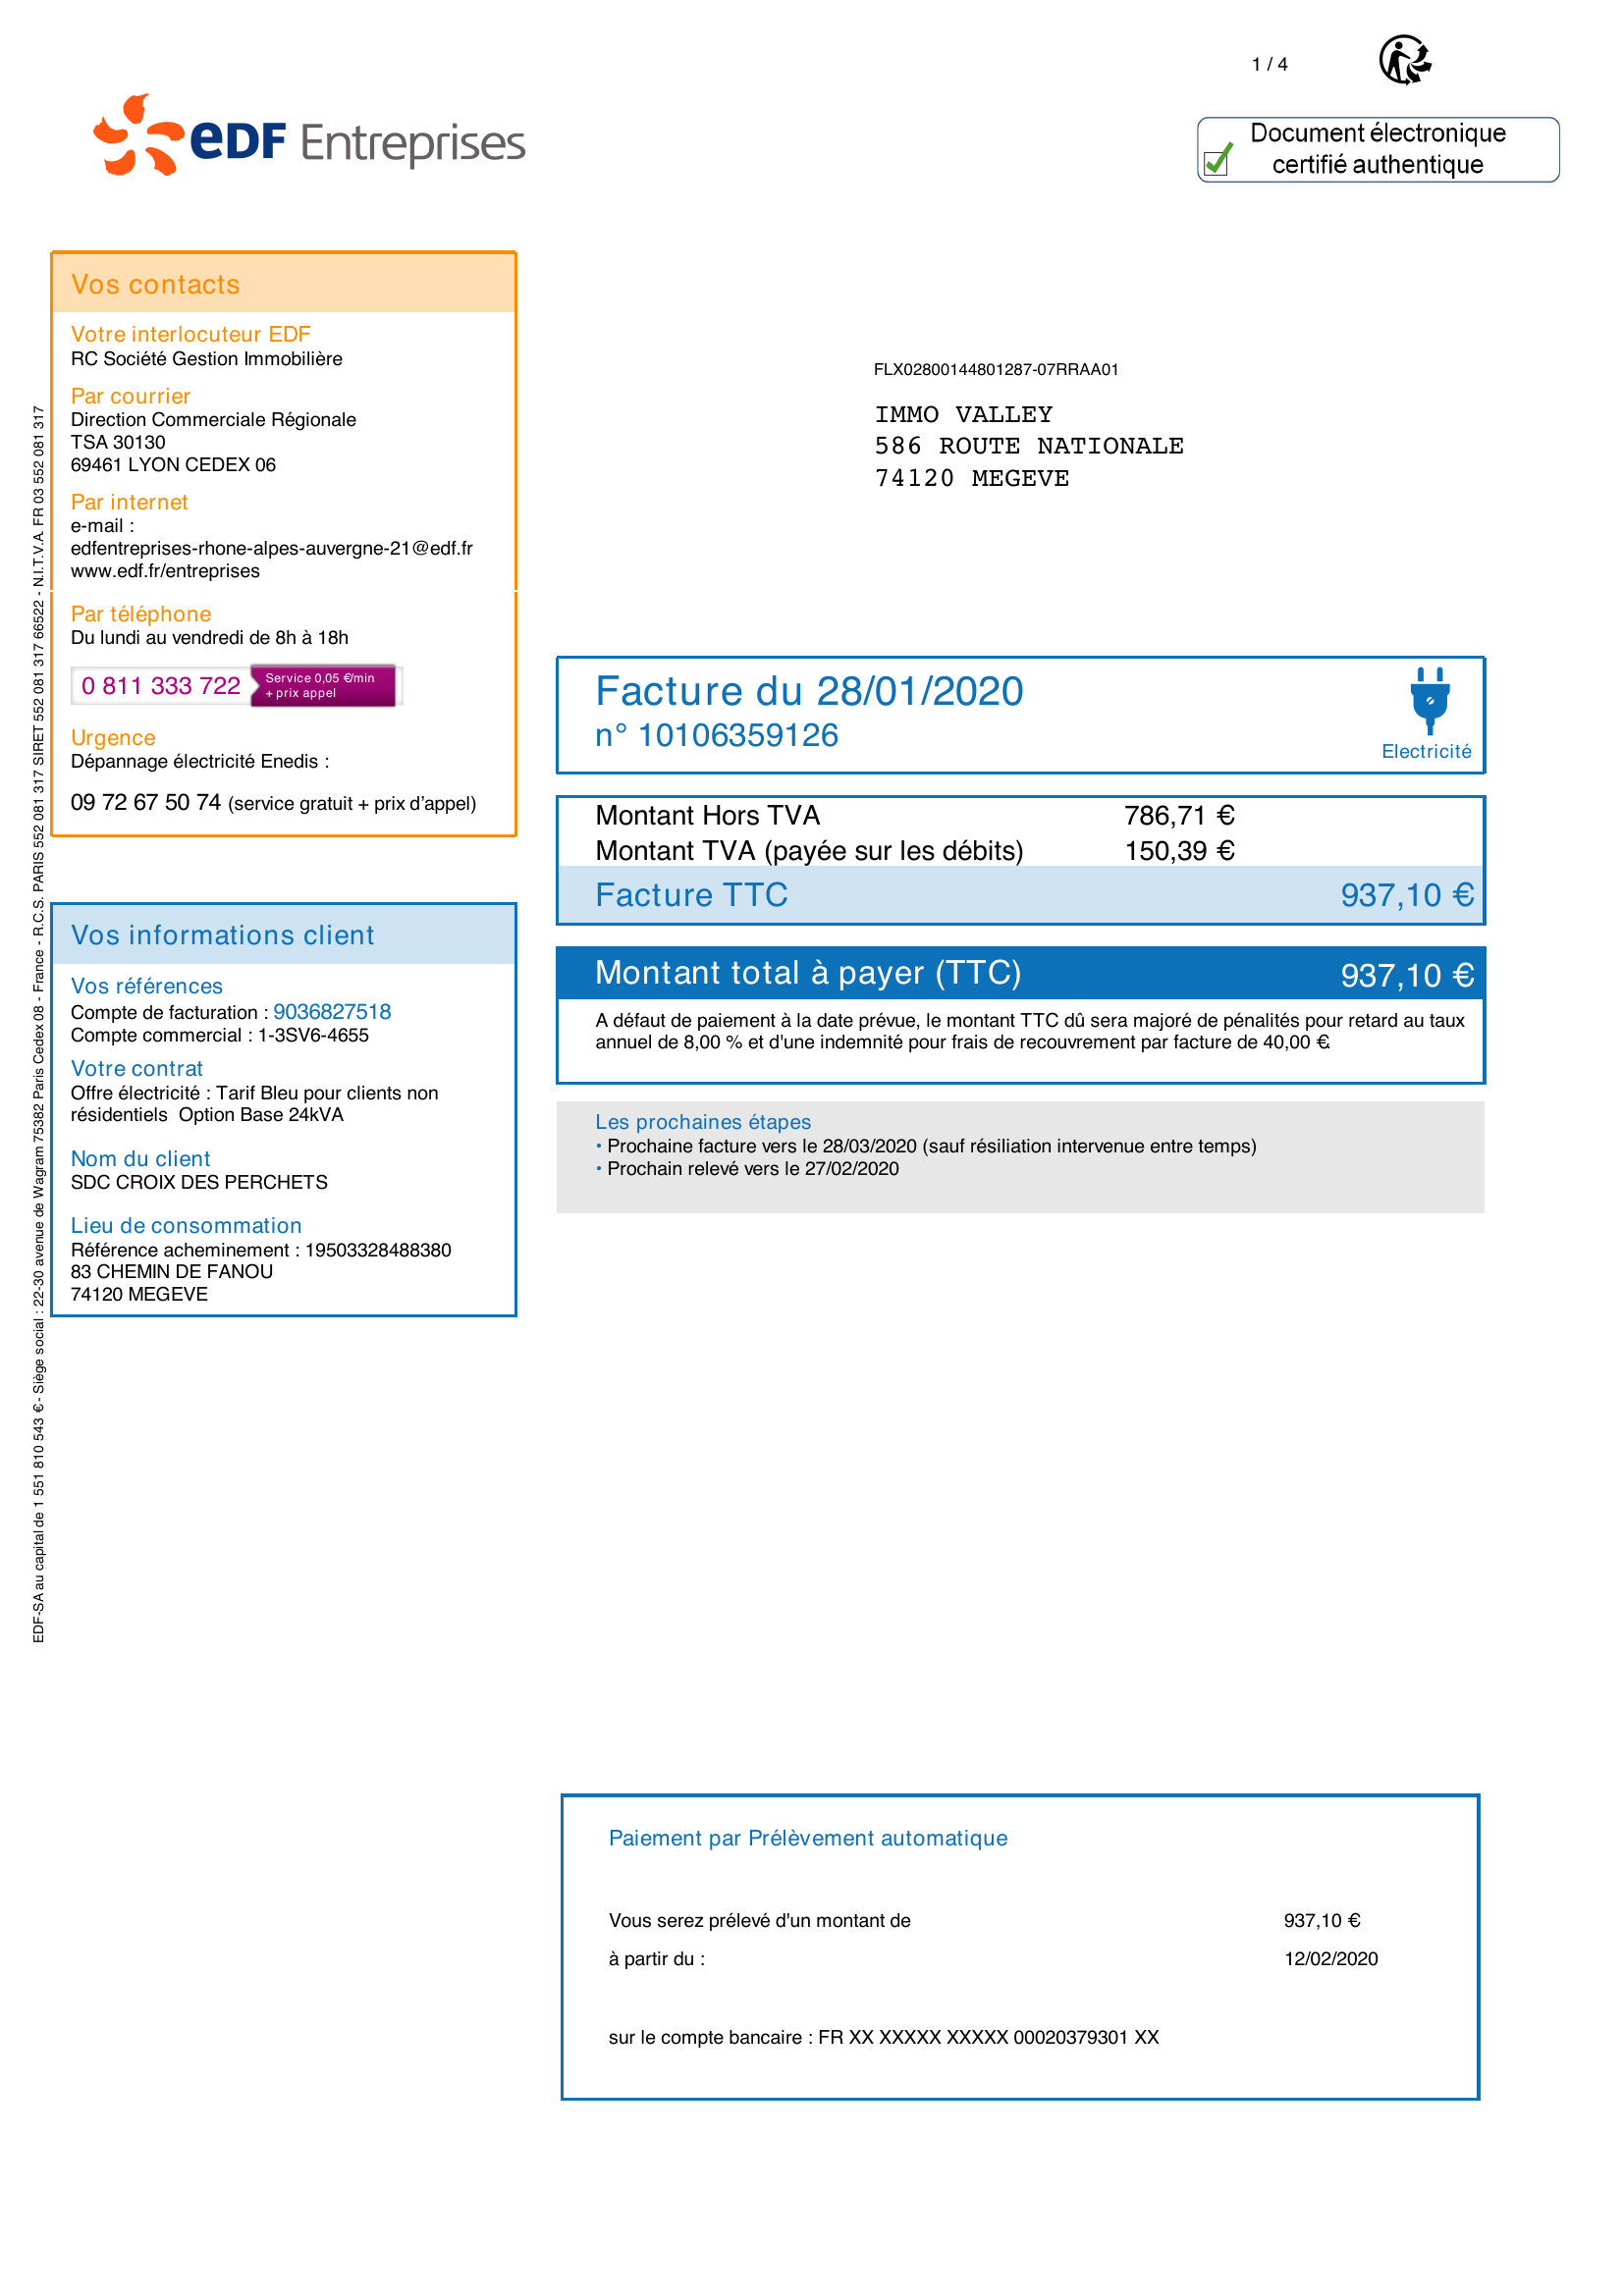 1 / 4
eDF Entreprises
Document électronique
certifié authentique
Vos contacts
Votre interlocuteur EDF
RC Société Gestion Immobilière
Par courrier
Direction Commerciale Régionale
TSA 30130
69461 LYON CEDEX 06
Par internet
e-mail :
edfentreprises-rhone-alpes-auvergne-21@edf.fr
www.edf.fr/entreprises
Par téléphone
Du lundi au vendredi de 8h à 18h
0 811 333 722
Service 0,05 €/min
+ prix appel
Urgence
Dépannage électricité Enedis :
09 72 67 50 74 (service gratuit + prix d'appel)
FLX02800144801287-07RRAA01
IMMO VALLEY
586 ROUTE NATIONALE
74120 MEGEVE
Facture du 28/01/2020
n° 10106359126
Electricité
Montant Hors TVA 786,71 €
Montant TVA (payée sur les débits) 150,39 €
Facture TTC 937,10 €
Montant total à payer (TTC) 937,10 €
A défaut de paiement à la date prévue, le montant TTC dû sera majoré de pénalités pour retard au taux
annuel de 8,00 % et d'une indemnité pour frais de recouvrement par facture de 40,00 €.
Les prochaines étapes
• Prochaine facture vers le 28/03/2020 (sauf résiliation intervenue entre temps)
• Prochain relevé vers le 27/02/2020
Vos informations client
Vos références
Compte de facturation : 9036827518
Compte commercial : 1-3SV6-4655
Votre contrat
Offre électricité : Tarif Bleu pour clients non
résidentiels Option Base 24kVA
Nom du client
SDC CROIX DES PERCHETS
Lieu de consommation
Référence acheminement : 19503328488380
83 CHEMIN DE FANOU
74120 MEGEVE
EDF-SA au capital de 1 551 810 543 € - Siège social : 22-30 avenue de Wagram 75382 Paris Cedex 08 - France - R.C.S. PARIS 552 081 317 SIRET 552 081 317 66522 - N.I.T.V.A. FR 03 552 081 317
Paiement par Prélèvement automatique
Vous serez prélevé d'un montant de 937,10 €
à partir du : 12/02/2020
sur le compte bancaire : FR XX XXXXX XXXXX 00020379301 XX